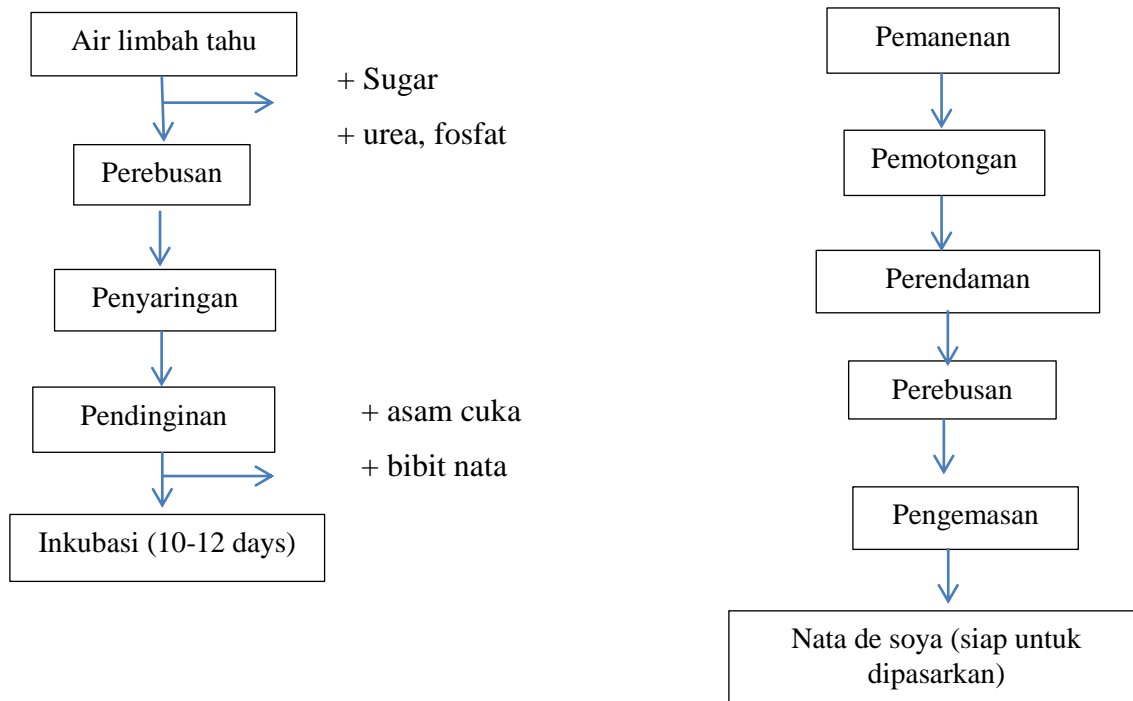 Air limbah tahu
+ Sugar
+ urea, fosfat
Perebusan
Penyaringan
Pendinginan
+ asam cuka
+ bibit nata
Inkubasi (10-12 days)
Pemanenan
Pemotongan
Perendaman
Perebusan
Pengemasan
Nata de soya (siap untuk
dipasarkan)